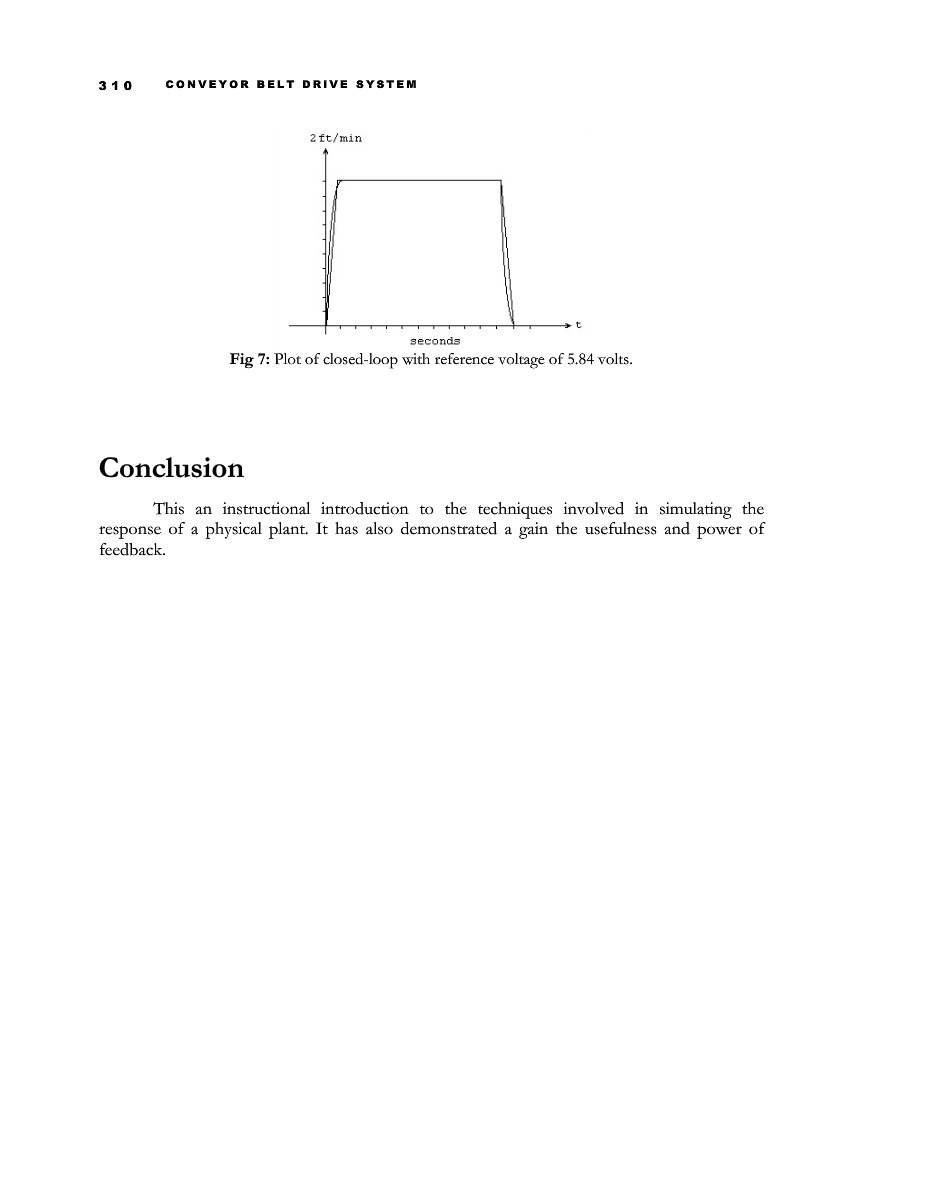 310 CONVEYOR BELT DRIVE SYSTEM
2ft/min
t
seconds
Fig 7: Plot of closed-loop with reference voltage of 5.84 volts.
Conclusion
This an instructional introduction to the techniques involved in simulating the
response of a physical plant. It has also demonstrated a gain the usefulness and power of
feedback.